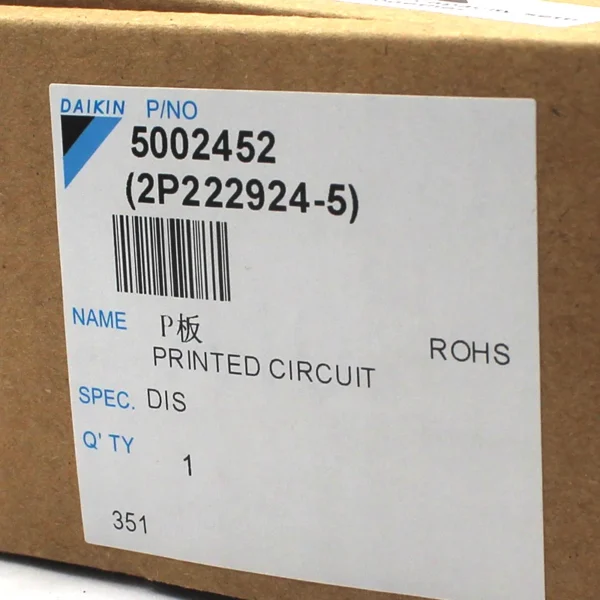 DAIKIN P/NO
5002452
(2P222924-5)
NAME P板
PRINTED CIRCUIT ROHS
SPEC. DIS
Q'TY
1
351